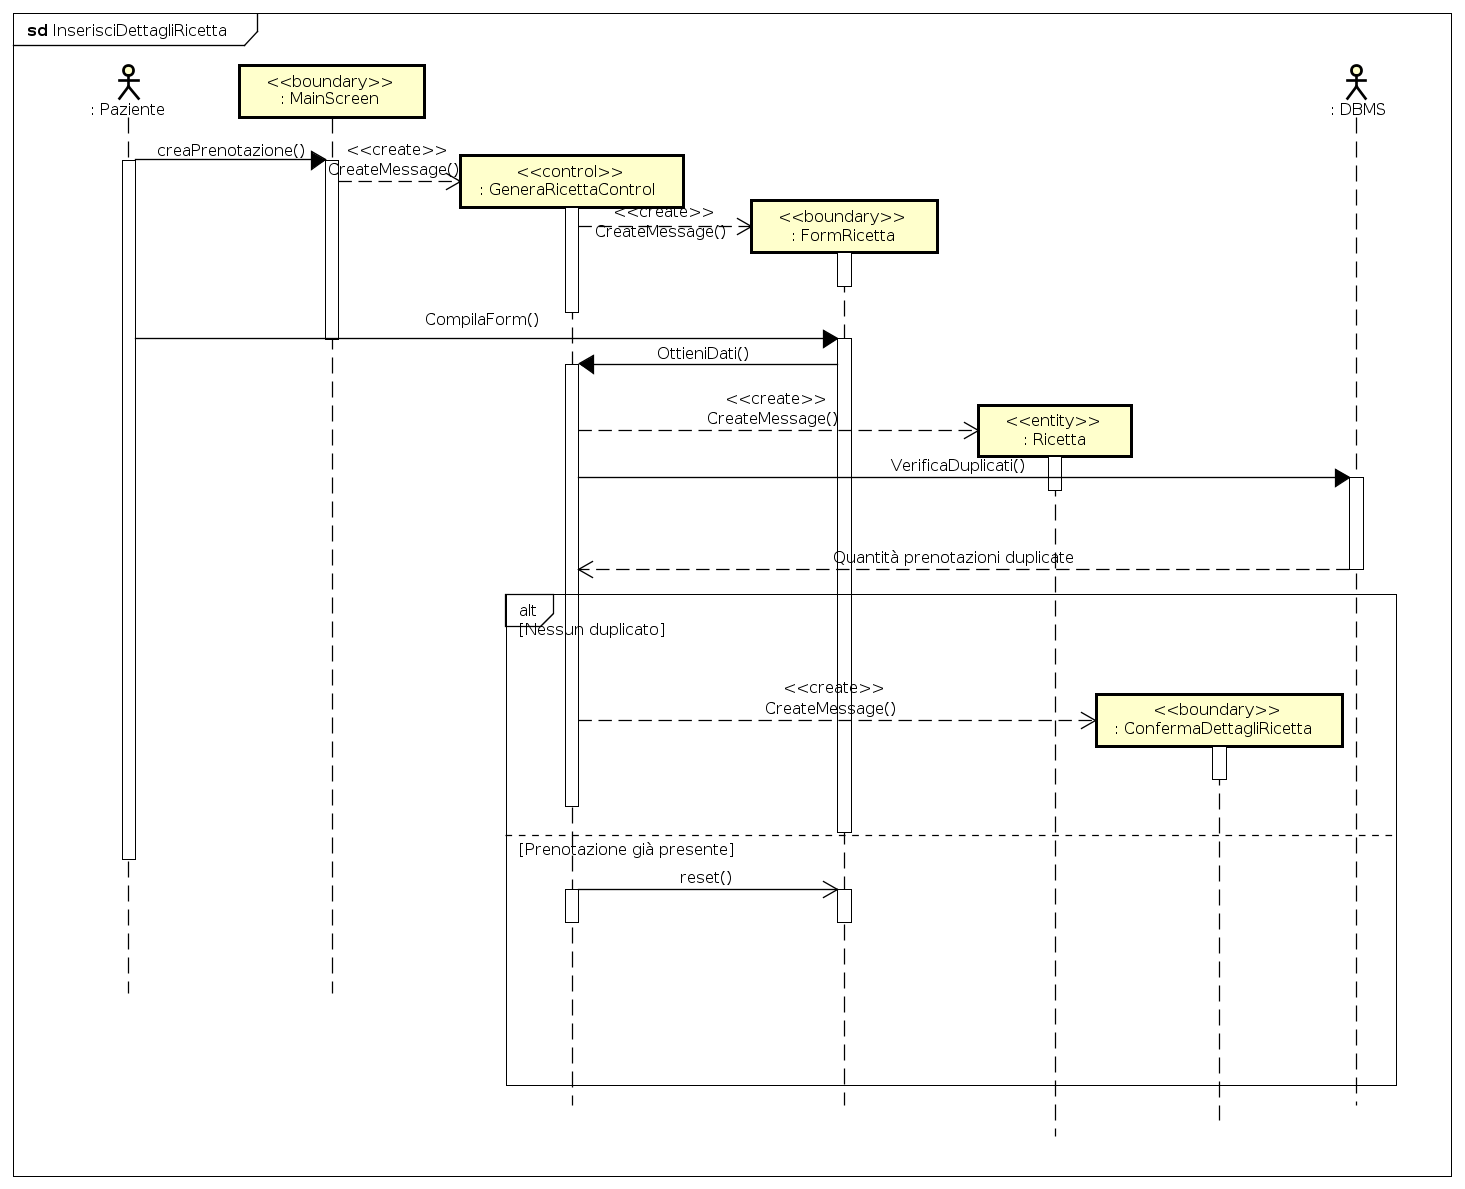 sd InserisciDettagliRicetta
: Paziente
<<boundary>>
: MainScreen
: DBMS
creaPrenotazione()
<<create>>
CreateMessage()
<<control>>
: GeneraRicettaControl
<<create>>
CreateMessage()
<<boundary>>
: FormRicetta
CompilaForm()
OttieniDati()
<<create>>
CreateMessage()
<<entity>>
: Ricetta
VerificaDuplicati()
Quantità prenotazioni duplicate
alt
[Nessun duplicato]
<<create>>
CreateMessage()
<<boundary>>
: ConfermaDettagliRicetta
[Prenotazione già presente]
reset()